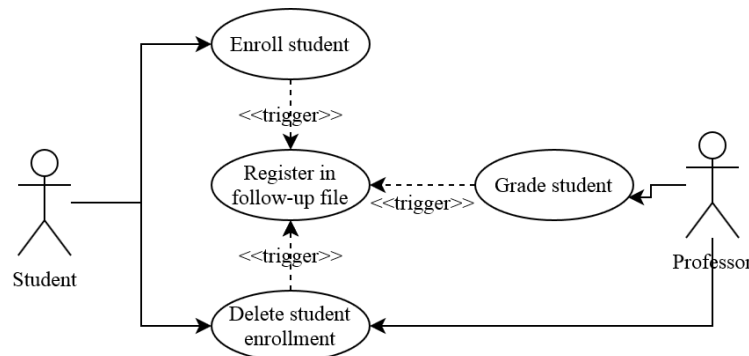 Enroll student
<<trigger>>
Register in
follow-up file
Grade student
<<trigger>>
<<trigger>>
Student
Professor
Delete student
enrollment